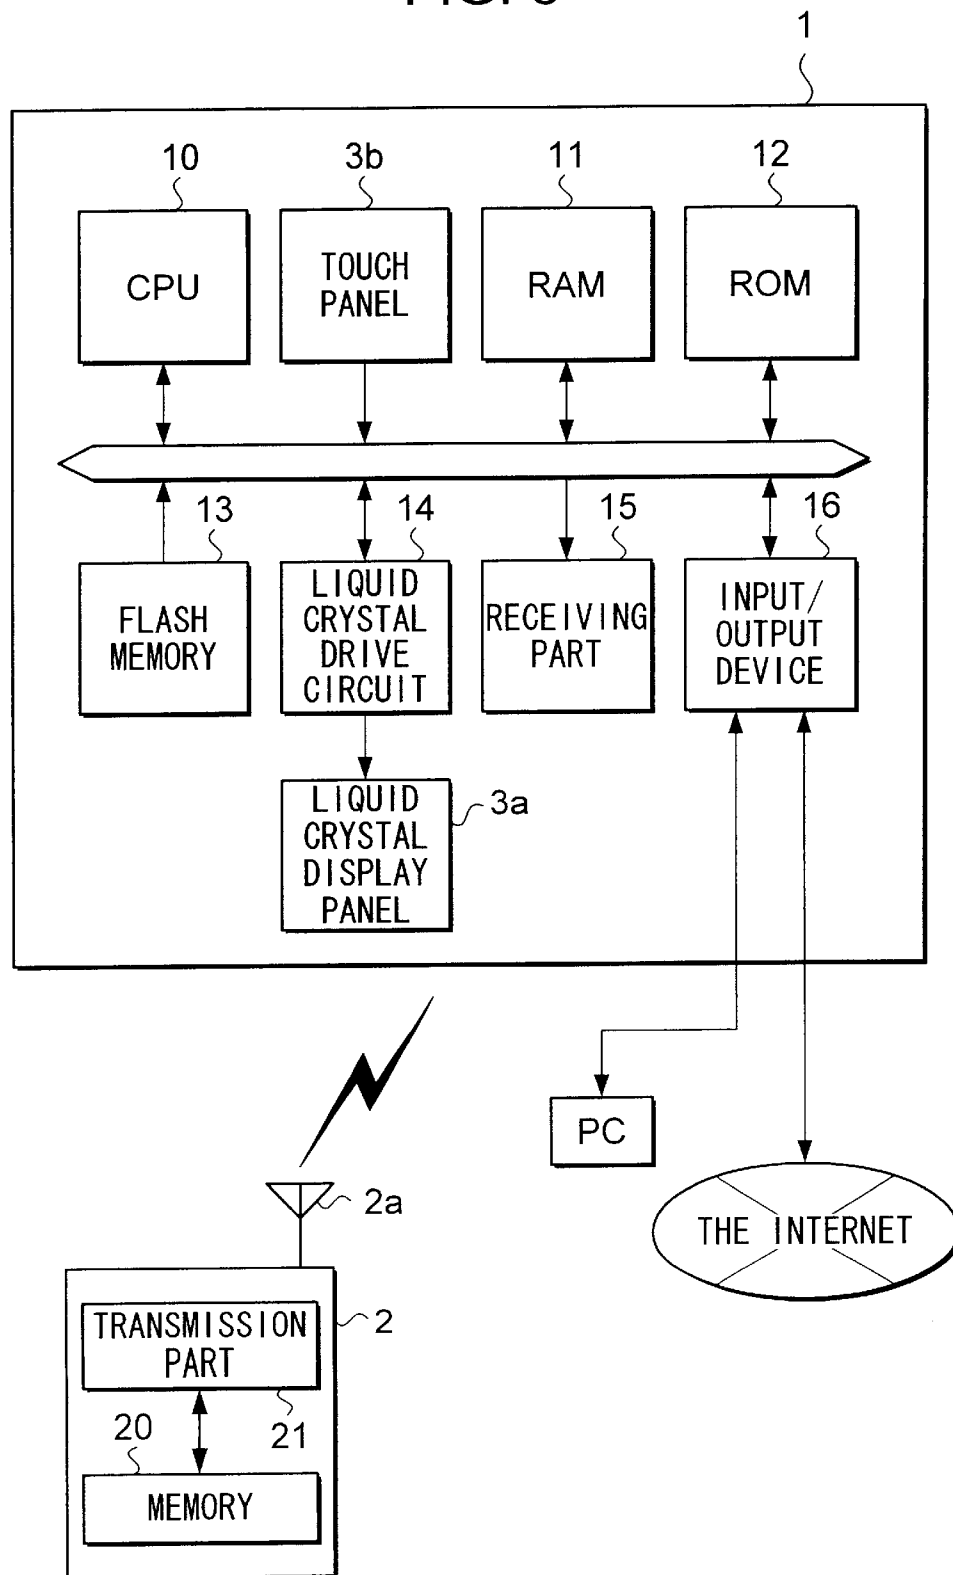 1
10
3b
11
12
CPU
TOUCH
PANEL
RAM
ROM
13
14
15
16
FLASH
MEMORY
LIQUID
CRYSTAL
DRIVE
CIRCUIT
RECEIVING
PART
INPUT/
OUTPUT
DEVICE
LIQUID
CRYSTAL
DISPLAY
PANEL
3a
PC
2a
THE INTERNET
TRANSMISSION
PART
2
20
21
MEMORY